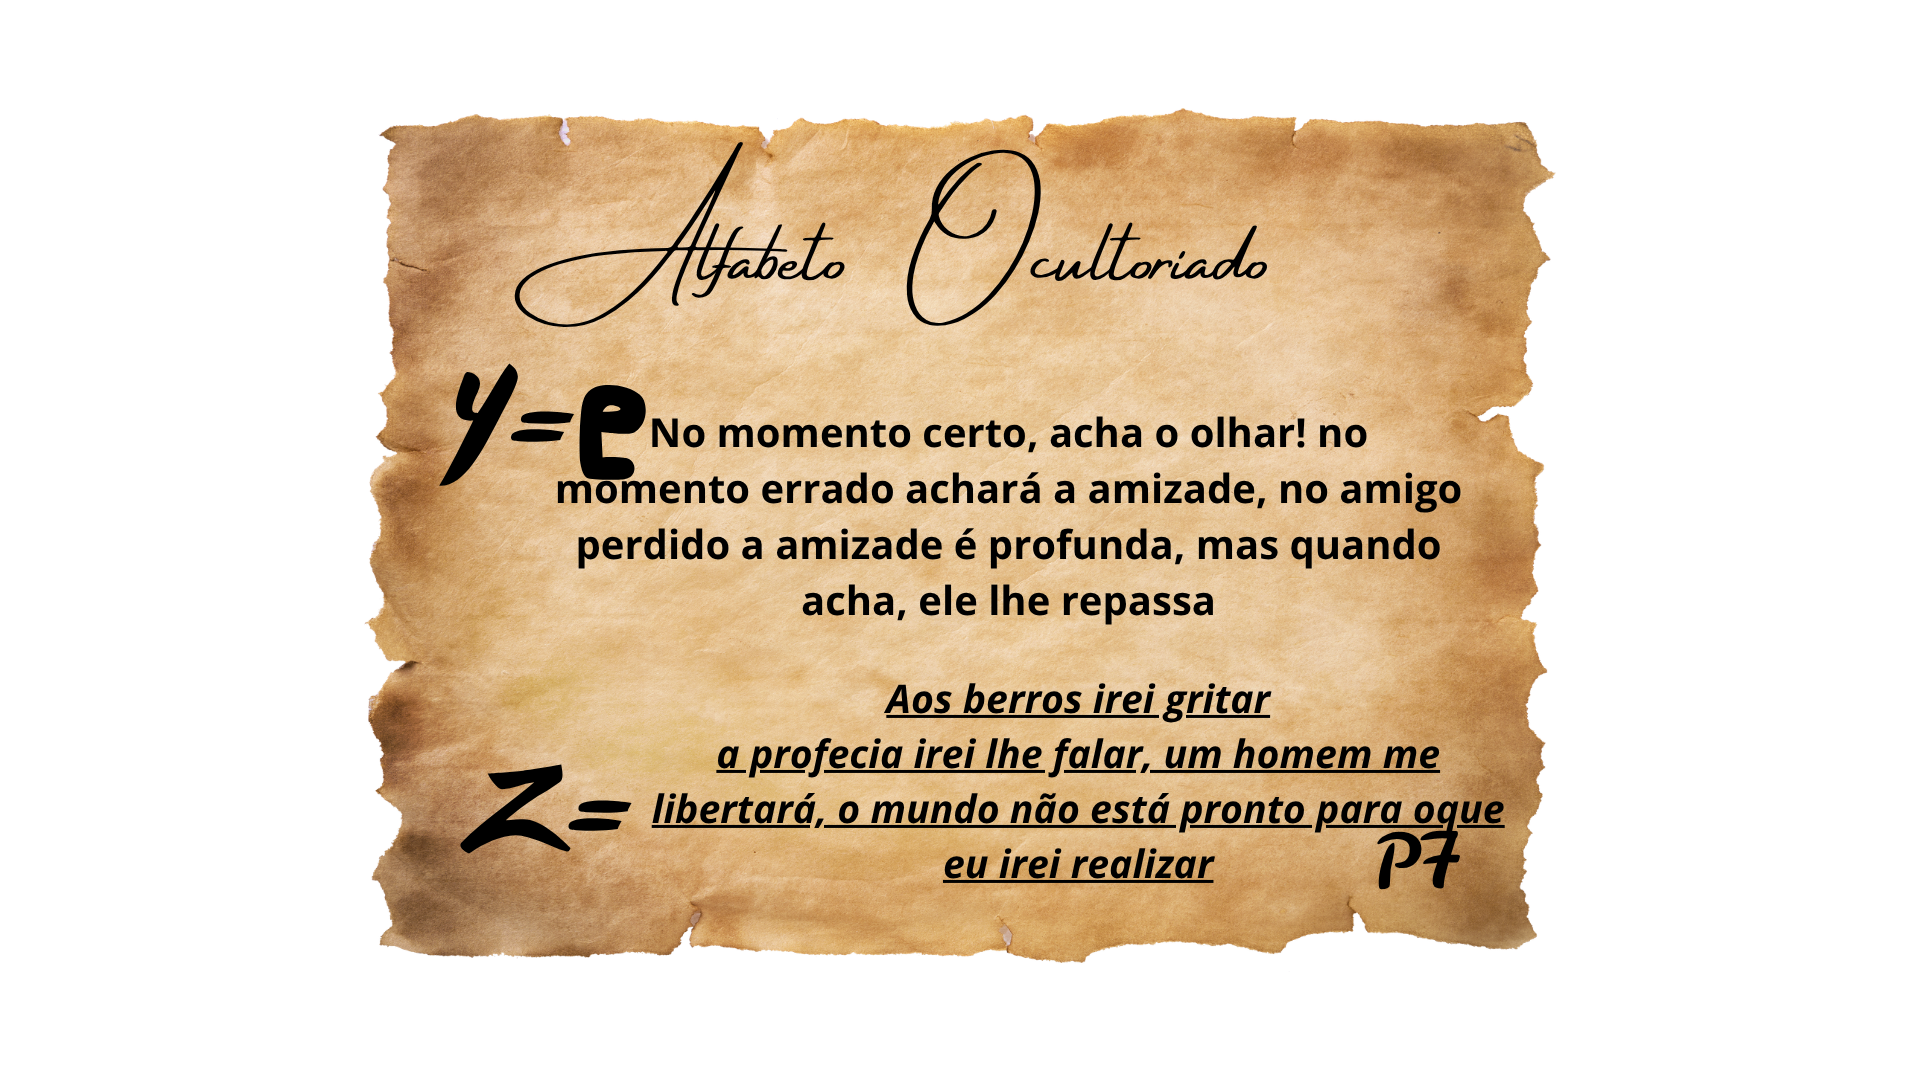 Alfabeto Ocultoriado
y=e No momento certo, acha o olhar! no
momento errado achará a amizade, no amigo
perdido a amizade é profunda, mas quando
acha, ele lhe repassa
Aos berros irei gritar
a profecia irei lhe falar, um homem me
Z= libertará, o mundo não está pronto para oque
eu irei realizar
P7